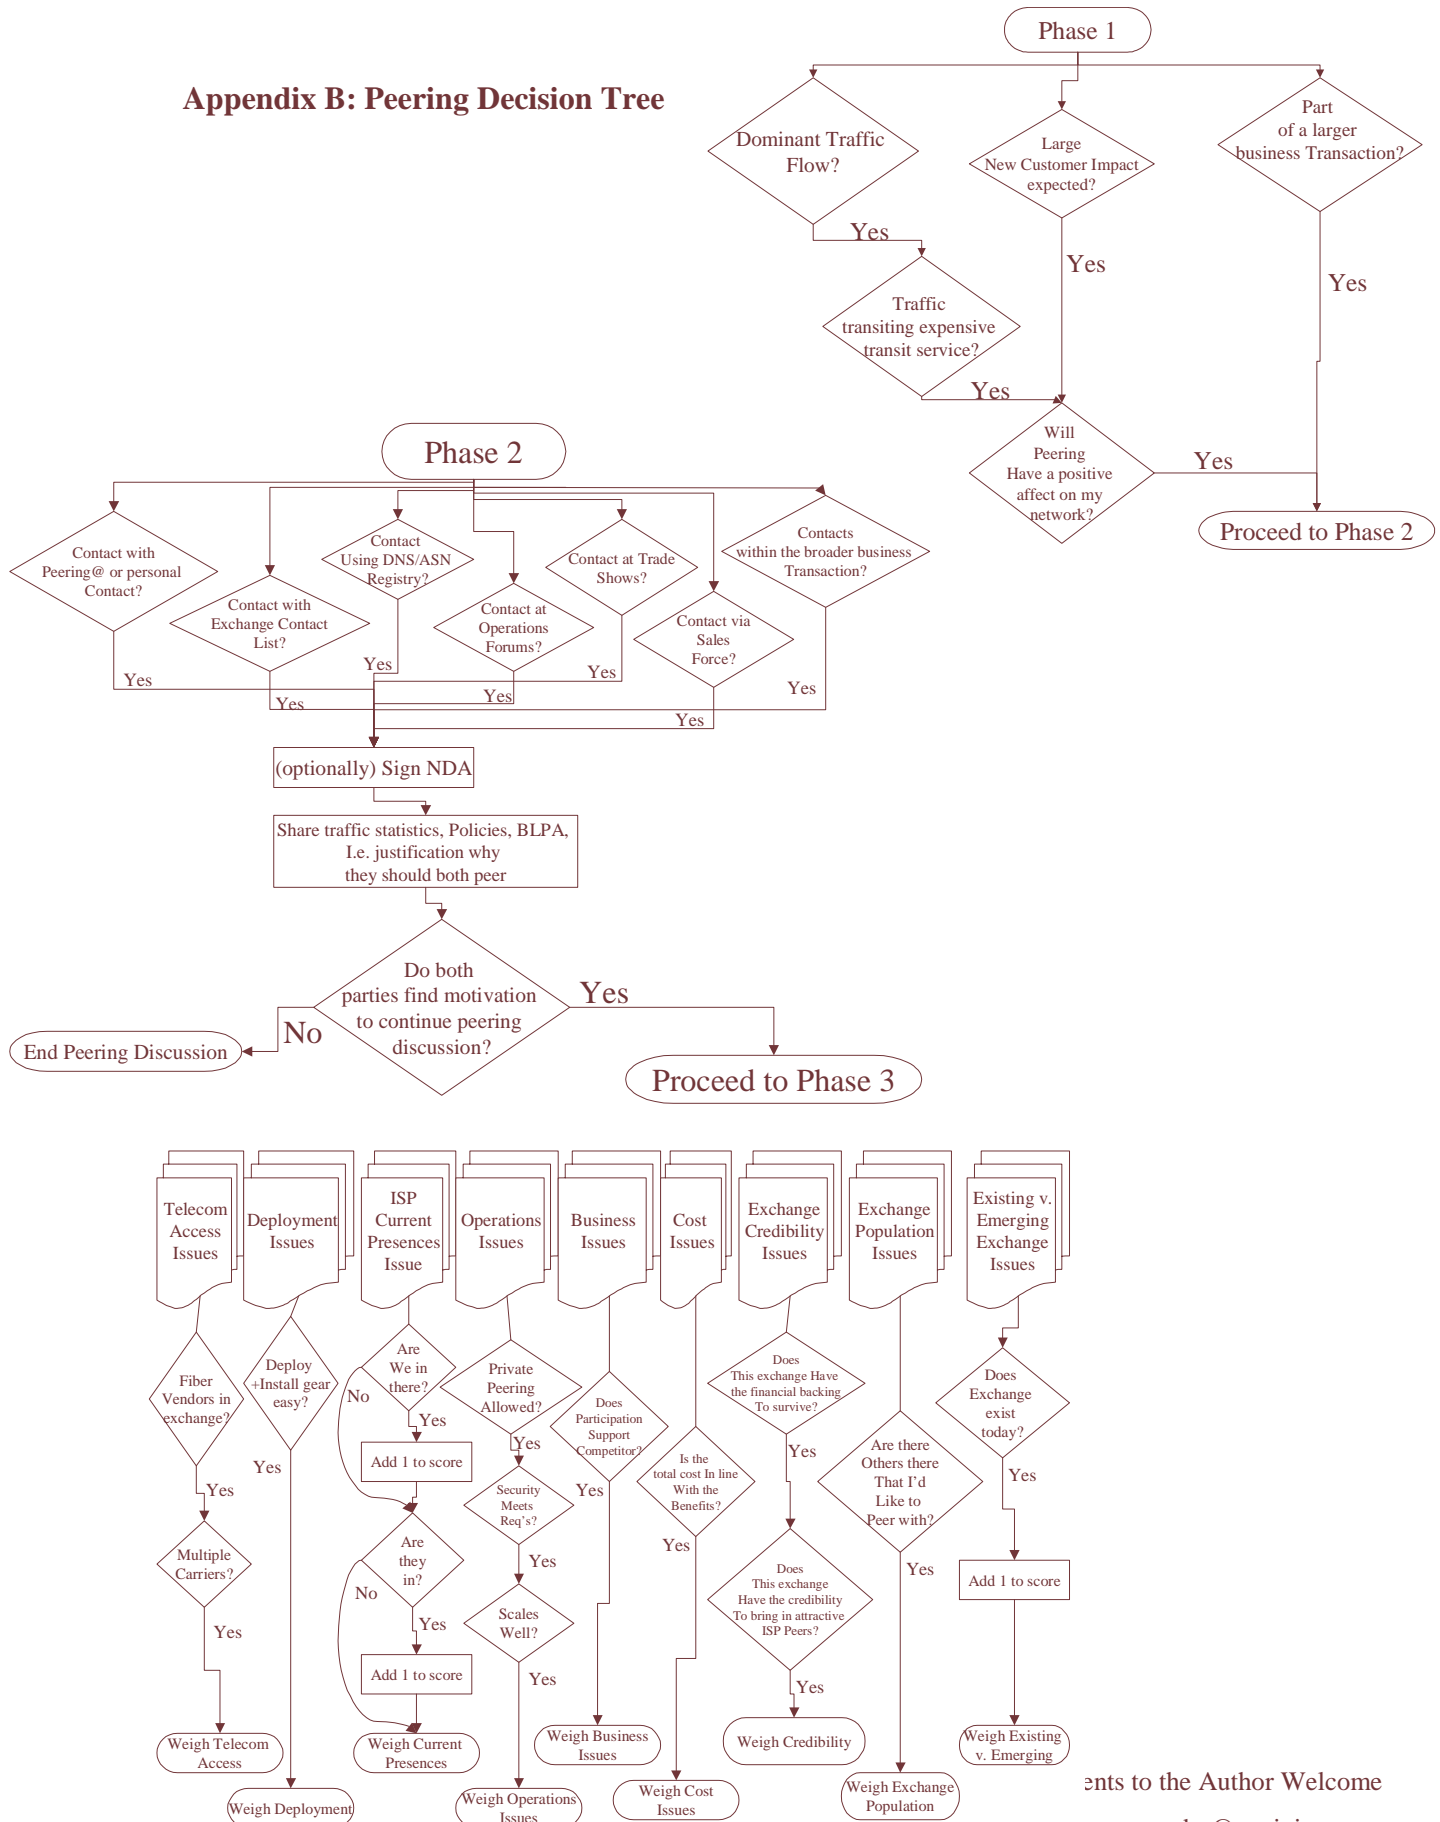 Appendix B: Peering Decision Tree
Phase 1
Dominant Traffic
Flow?
Large
New Customer Impact
expected?
Part
of a larger
business Transaction?
Yes
Yes
Yes
Traffic
transiting expensive
transit service?
Yes
Will
Peering
Have a positive
affect on my
network?
Yes
Proceed to Phase 2
Phase 2
Contact with
Peering@ or personal
Contact?
Contact with
Exchange Contact
List?
Contact
Using DNS/ASN
Registry?
Contact at
Operations
Forums?
Contact at Trade
Shows?
Contact via
Sales
Force?
Contacts
within the broader business
Transaction?
Yes
Yes
Yes
Yes
Yes
Yes
Yes
(optionally) Sign NDA
Share traffic statistics, Policies, BLPA,
I.e. justification why
they should both peer
Do both
parties find motivation
to continue peering
discussion?
Yes
No
End Peering Discussion
Proceed to Phase 3
Telecom
Access
Issues
Deployment
Issues
ISP
Current
Presences
Issue
Operations
Issues
Business
Issues
Cost
Issues
Exchange
Credibility
Issues
Exchange
Population
Issues
Existing v.
Emerging
Exchange
Issues
Fiber
Vendors in
exchange?
Yes
Multiple
Carriers?
Yes
Weigh Telecom
Access
Deploy
+Install gear
easy?
Yes
Weigh Deployment
Are
We in
there?
No
Yes
Add 1 to score
Are
they
in?
No
Yes
Add 1 to score
Weigh Current
Presences
Private
Peering
Allowed?
Yes
Security
Meets
Req's?
Yes
Scales
Well?
Yes
Weigh Operations
Issues
Does
Participation
Support
Competitor?
Yes
Weigh Business
Issues
Is the
total cost In line
With the
Benefits?
Yes
Weigh Cost
Issues
Does
This exchange Have
the financial backing
To survive?
Yes
Does
This exchange
Have the credibility
To bring in attractive
ISP Peers?
Yes
Weigh Credibility
Are there
Others there
That I'd
Like to
Peer with?
Yes
Weigh Exchange
Population
Does
Exchange
exist
today?
Yes
Add 1 to score
Weigh Existing
v. Emerging
ents to the Author Welcome